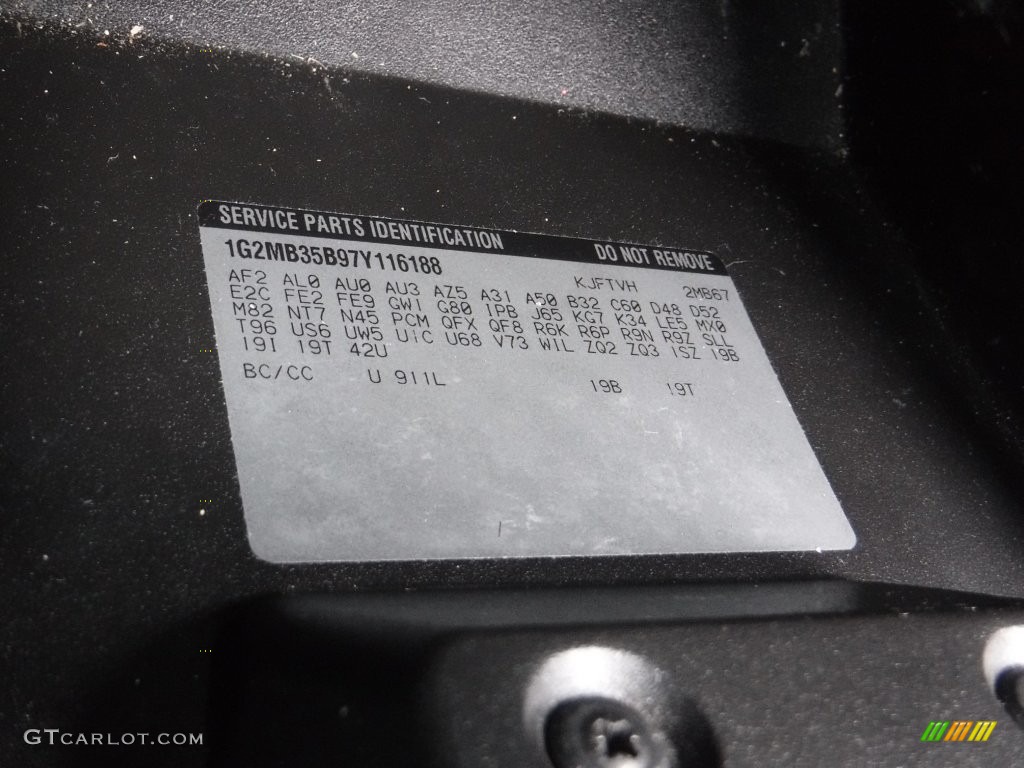 SERVICE PARTS IDENTIFICATION DO NOT REMOVE
1G2MB35B97Y116188 KJFTVH 2MB67
AF2 AL0 AU0 AU3 AZ5 A31 A50 B32 C60 D48 D52
E2C FE2 FE9 GW1 G80 IPB J65 KG7 K34 LE5 MX0
M82 NT7 N45 PCM QFX QF8 R6K R6P R9N R9Z SLL
T96 US6 UW5 U1C U68 V73 WIL ZQ2 ZQ3 ISZ 19B
19I 19T 42U
BC/CC U 911L 19B 19T
GTCARLOT.COM